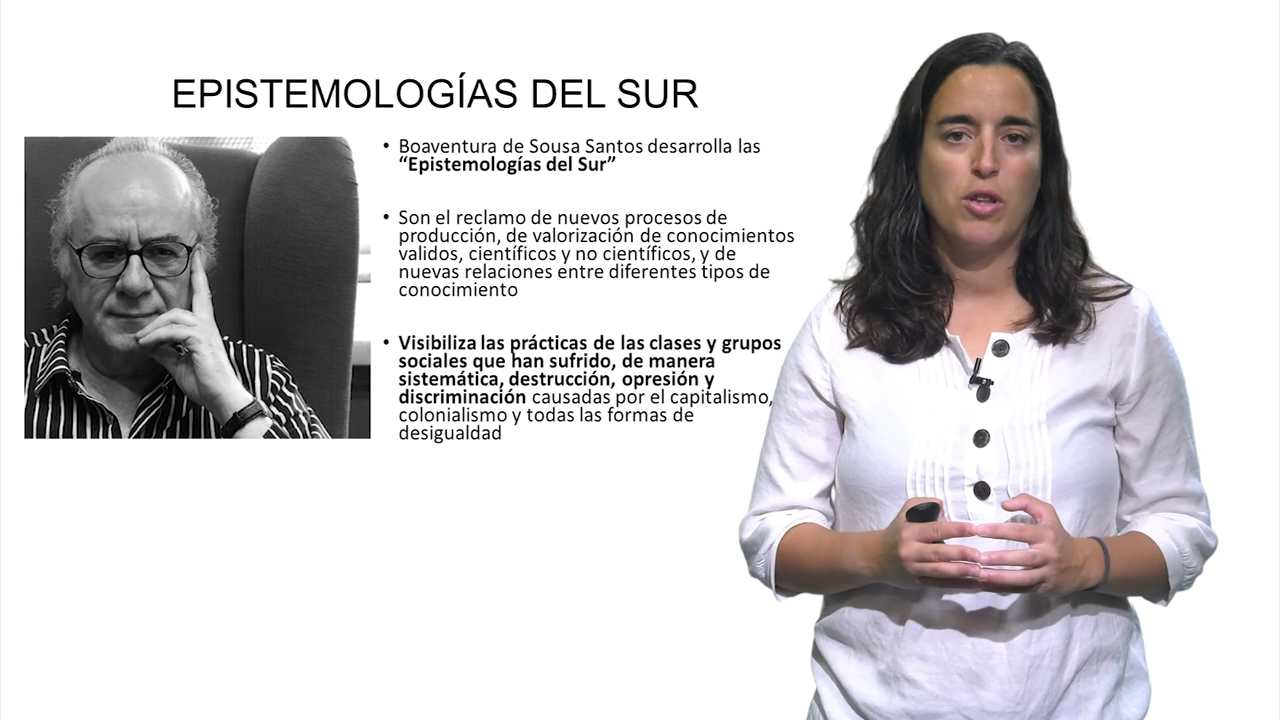 EPISTEMOLOGÍAS DEL SUR
• Boaventura de Sousa Santos desarrolla las
“Epistemologías del Sur”
• Son el reclamo de nuevos procesos de
producción, de valorización de conocimientos
validos, científicos y no científicos, y de
nuevas relaciones entre diferentes tipos de
conocimiento
• Visibiliza las prácticas de las clases y grupos
sociales que han sufrido, de manera
sistemática, destrucción, opresión y
discriminación causadas por el capitalismo,
colonialismo y todas las formas de
desigualdad